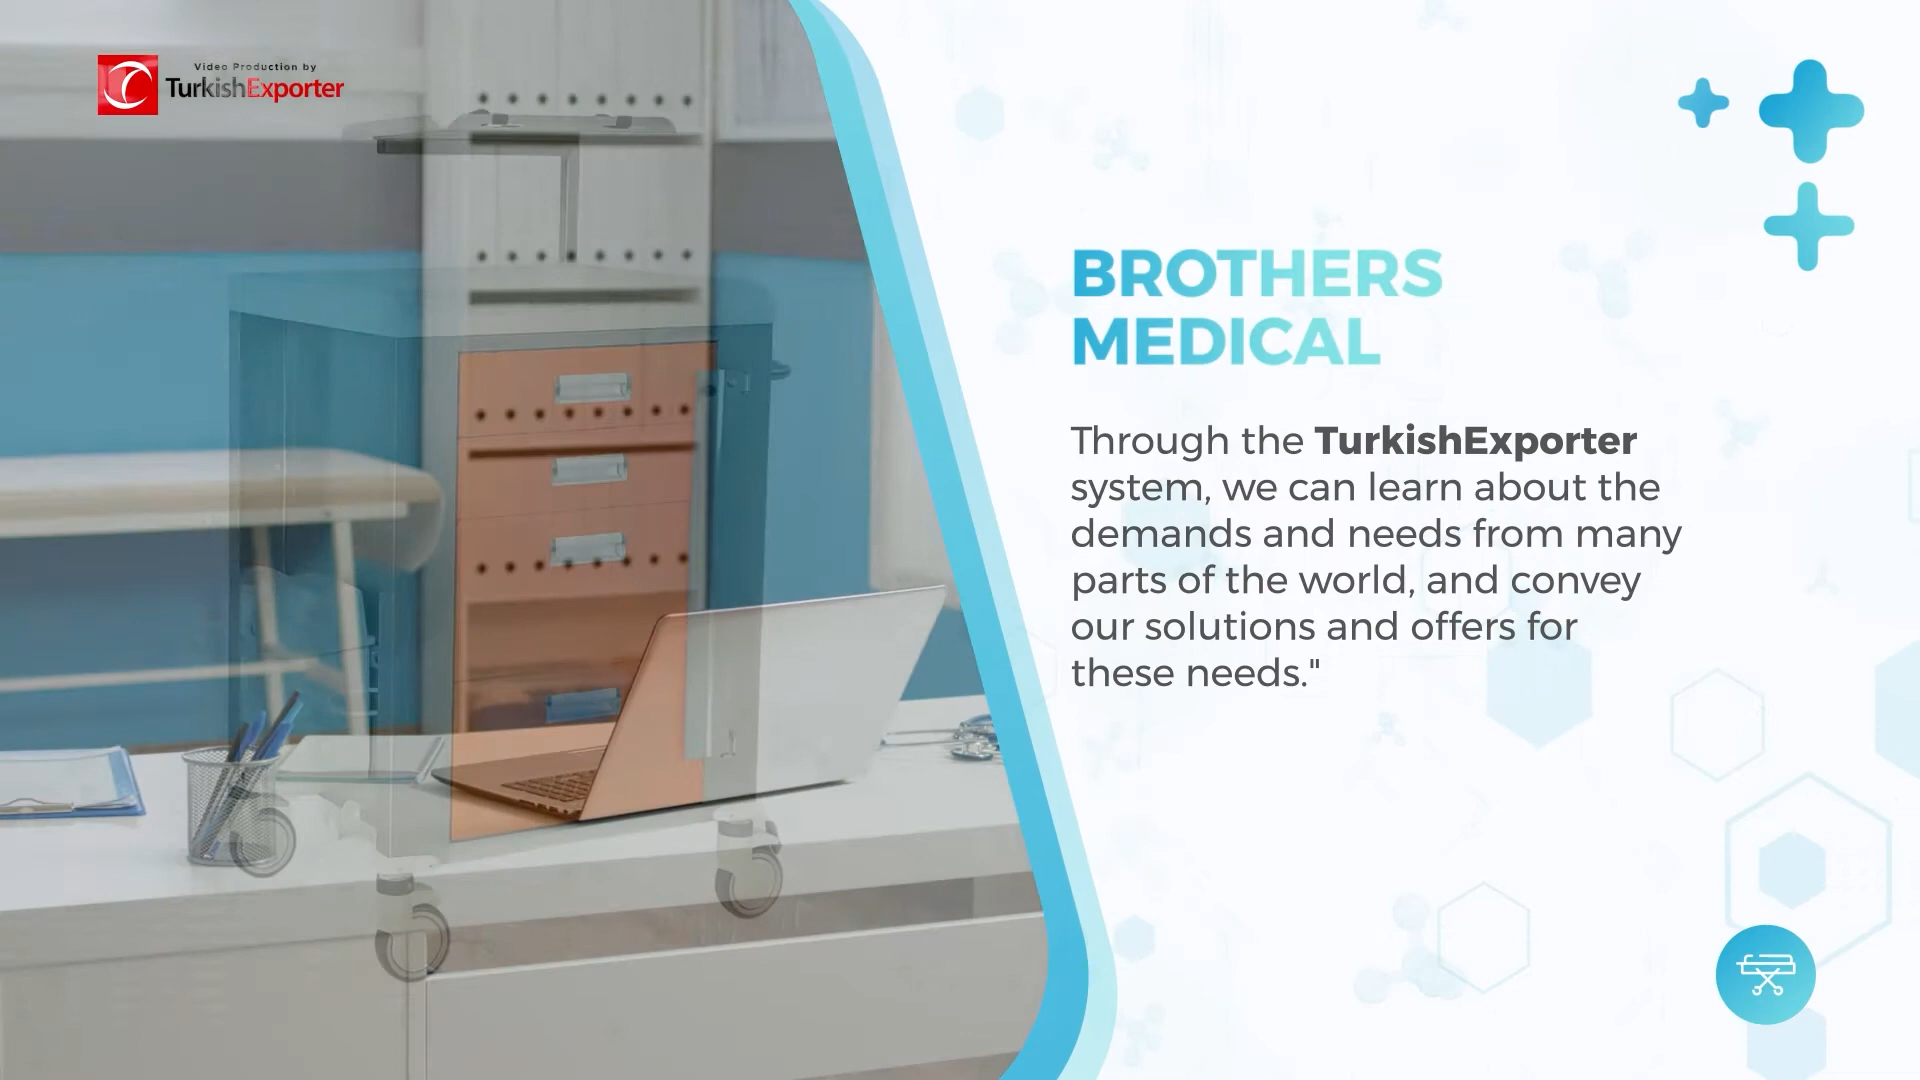 Video Production by
TurkishExporter
BROTHERS
MEDICAL
Through the TurkishExporter
system, we can learn about the
demands and needs from many
parts of the world, and convey
our solutions and offers for
these needs."